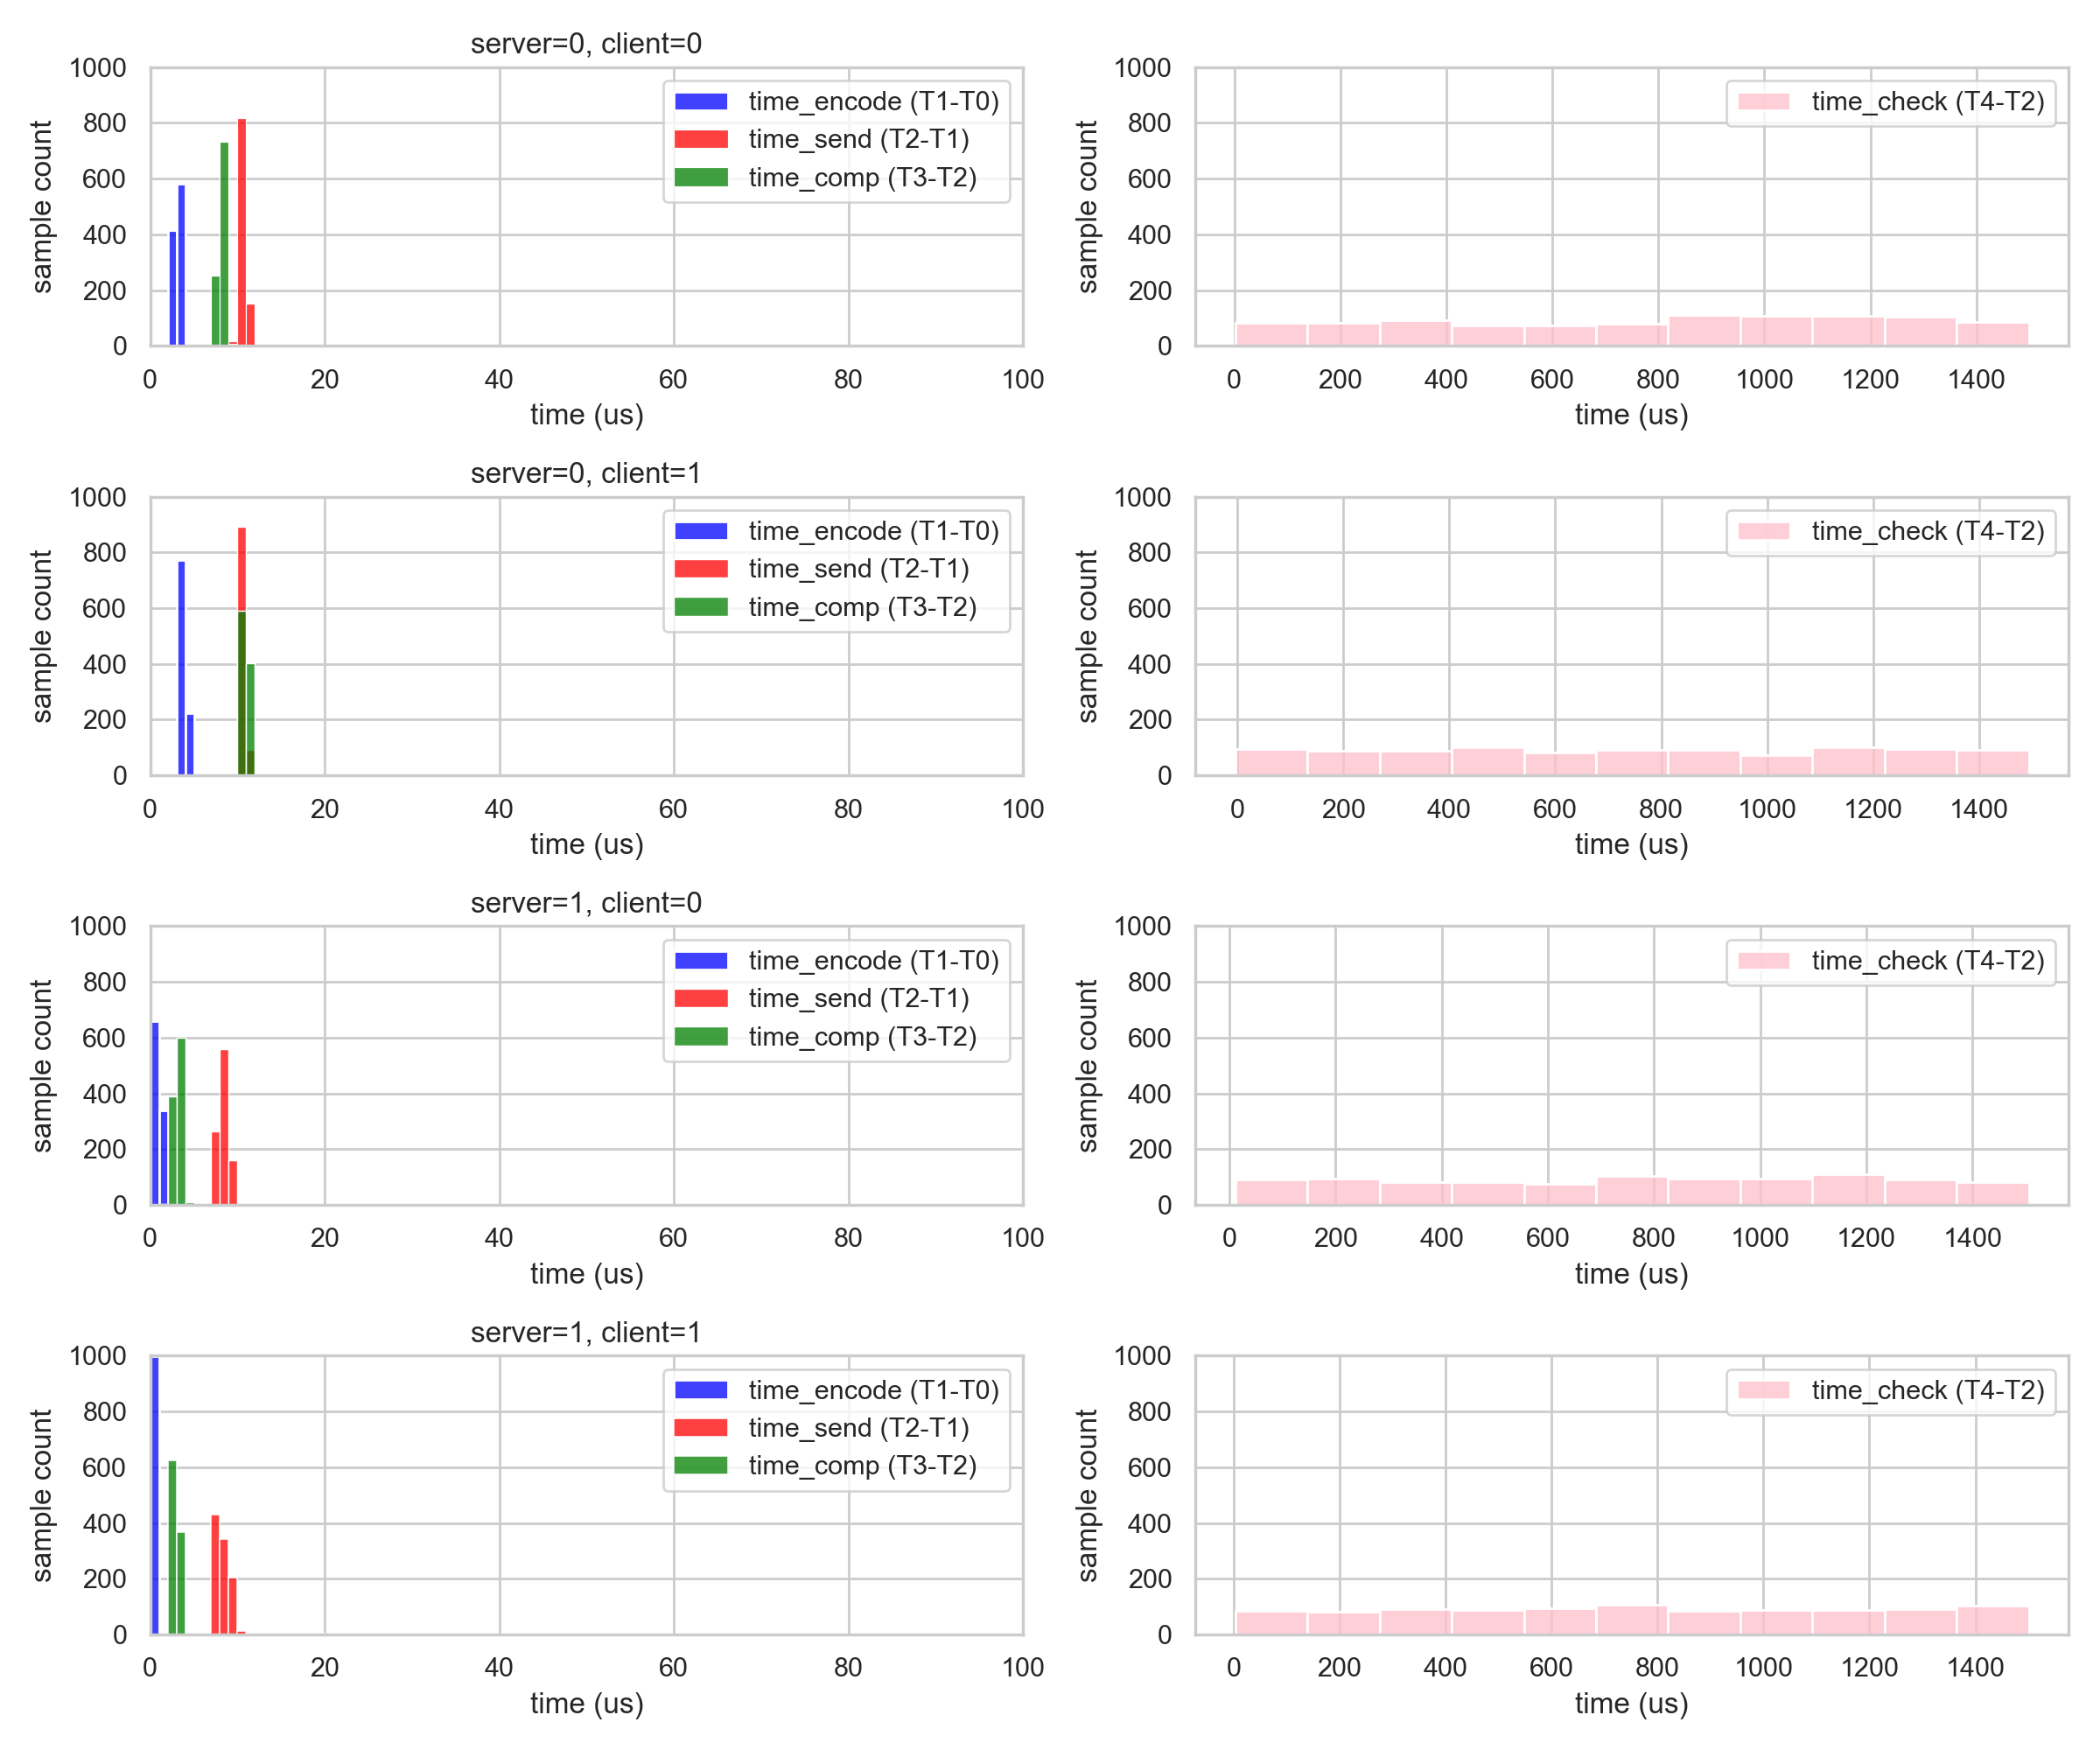 server=0, client=0
1000
800
600
400
200
0
sample count
time_encode (T1-T0)
time_send (T2-T1)
time_comp (T3-T2)
0 20 40 60 80 100
time (us)
1000
800
600
400
200
0
sample count
time_check (T4-T2)
0 200 400 600 800 1000 1200 1400
time (us)
server=0, client=1
1000
800
600
400
200
0
sample count
time_encode (T1-T0)
time_send (T2-T1)
time_comp (T3-T2)
0 20 40 60 80 100
time (us)
1000
800
600
400
200
0
sample count
time_check (T4-T2)
0 200 400 600 800 1000 1200 1400
time (us)
server=1, client=0
1000
800
600
400
200
0
sample count
time_encode (T1-T0)
time_send (T2-T1)
time_comp (T3-T2)
0 20 40 60 80 100
time (us)
1000
800
600
400
200
0
sample count
time_check (T4-T2)
0 200 400 600 800 1000 1200 1400
time (us)
server=1, client=1
1000
800
600
400
200
0
sample count
time_encode (T1-T0)
time_send (T2-T1)
time_comp (T3-T2)
0 20 40 60 80 100
time (us)
1000
800
600
400
200
0
sample count
time_check (T4-T2)
0 200 400 600 800 1000 1200 1400
time (us)